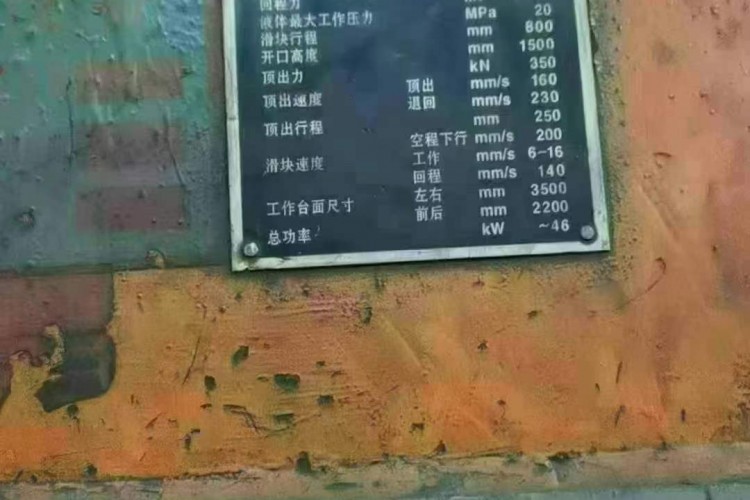 回程力
液体最大工作压力 MPa 20
滑块行程 mm 800
开口高度 mm 1500
顶出力 kN 350
顶出速度 顶出 mm/s 160
退回 mm/s 230
顶出行程 mm 250
滑块速度 空程下行 mm/s 200
工作 mm/s 6-16
回程 mm/s 140
工作台面尺寸 左右 mm 3500
前后 mm 2200
总功率 kW ~46